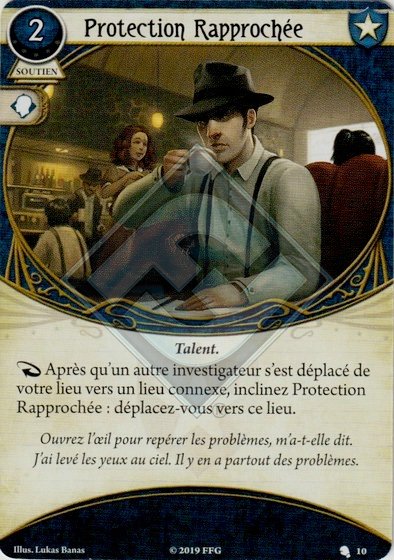 Protection Rapprochée
2
SOUTIEN
Talent.
Après qu'un autre investigateur s'est déplacé de
votre lieu vers un lieu connexe, inclinez Protection
Rapprochée : déplacez-vous vers ce lieu.
Ouvrez l'œil pour repérer les problèmes, m'a-t-elle dit.
J'ai levé les yeux au ciel. Il y en a partout des problèmes.
Illus. Lukas Banas
© 2019 FFG
10